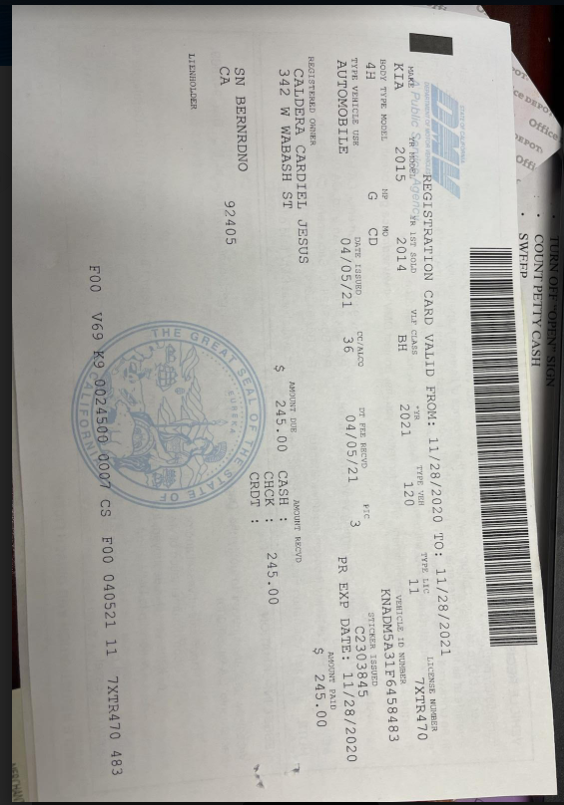 TURN OFF "OPEN" SIGN
COUNT PETTY CASH
SWEEP
Office
DMV
A Public Service Agency
REGISTRATION CARD VALID FROM: 11/28/2020 TO: 11/28/2021
MAKE YR MODEL YR 1ST SOLD VLF CLASS *YR TYPE VEH TYPE LIC LICENSE NUMBER
KIA 2015 2014 BH 2021 120 11 7XTR470
BODY TYPE MODEL MP MO VEHICLE ID NUMBER
4H G CD KNADM5A31F6458483
TYPE VEHICLE USE DATE ISSUED CC/ALCO DT FEE RECVD PIC STICKER ISSUED
AUTOMOBILE 04/05/21 36 04/05/21 3 C2303845
PR EXP DATE: 11/28/2020
REGISTERED OWNER AMOUNT PAID
CALDERA CARDIEL JESUS $ 245.00
342 W WABASH ST
AMOUNT DUE AMOUNT RECVD
$ 245.00 CASH :
CHCK : 245.00
CRDT :
SN BERNRDNO
CA 92405
LIENHOLDER
THE GREAT SEAL OF THE STATE OF CALIFORNIA
EUREKA
F00 V69 K9 0024500 0007 CS F00 040521 11 7XTR470 483